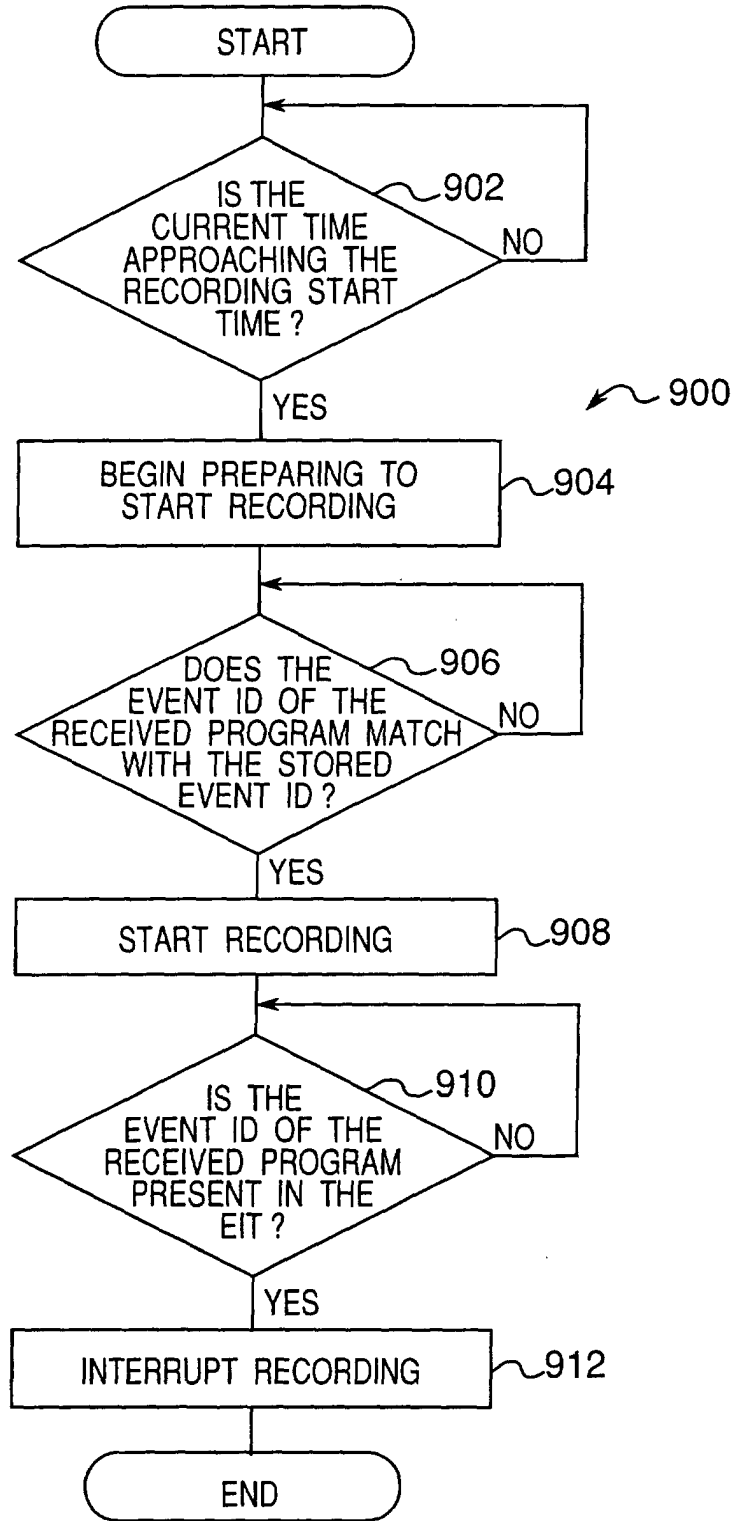 START
IS THE
CURRENT TIME
APPROACHING THE
RECORDING START
TIME ?
902
NO
YES
900
BEGIN PREPARING TO
START RECORDING
904
DOES THE
EVENT ID OF THE
RECEIVED PROGRAM MATCH
WITH THE STORED
EVENT ID ?
906
NO
YES
START RECORDING
908
IS THE
EVENT ID OF THE
RECEIVED PROGRAM
PRESENT IN THE
EIT ?
910
NO
YES
INTERRUPT RECORDING
912
END